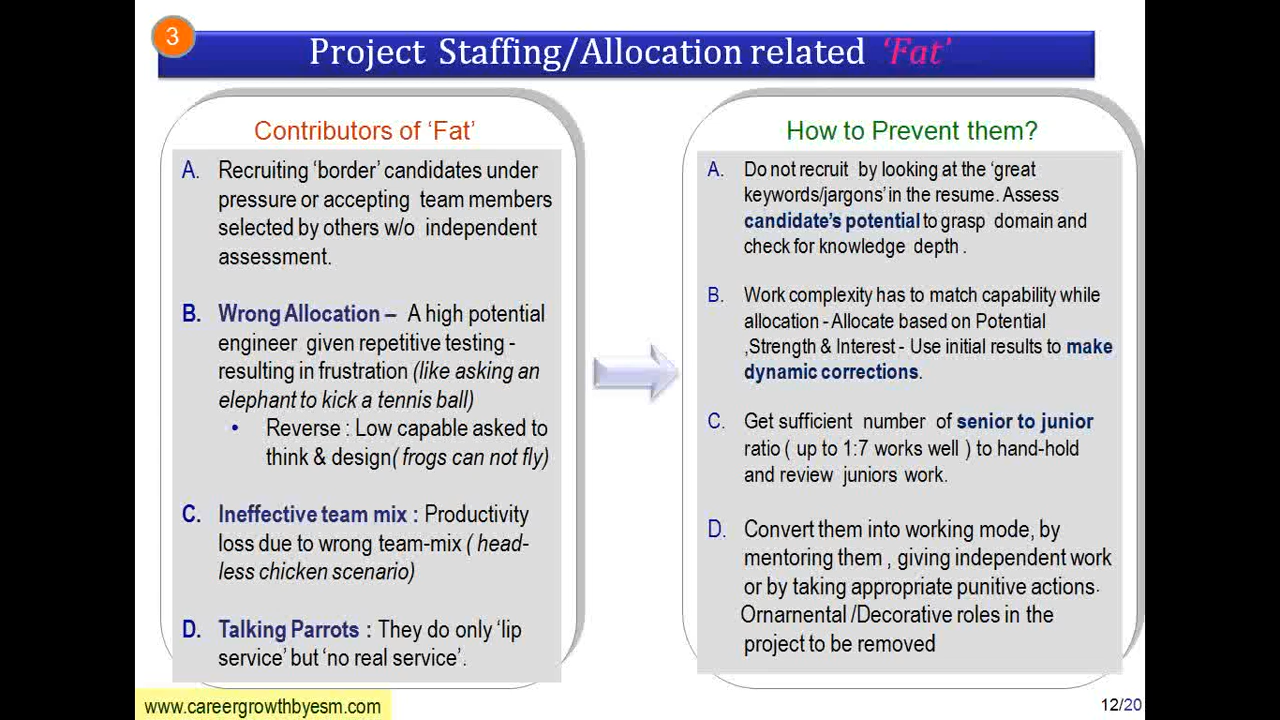 3
Project Staffing/Allocation related ‘Fat’
Contributors of ‘Fat’
A. Recruiting ‘border’ candidates under
pressure or accepting team members
selected by others w/o independent
assessment.
B. Wrong Allocation – A high potential
engineer given repetitive testing -
resulting in frustration (like asking an
elephant to kick a tennis ball)
• Reverse : Low capable asked to
think & design( frogs can not fly)
C. Ineffective team mix : Productivity
loss due to wrong team-mix ( head-
less chicken scenario)
D. Talking Parrots : They do only ‘lip
service’ but ‘no real service’.
How to Prevent them?
A. Do not recruit by looking at the ‘great
keywords/jargons’ in the resume. Assess
candidate’s potential to grasp domain and
check for knowledge depth .
B. Work complexity has to match capability while
allocation - Allocate based on Potential
,Strength & Interest - Use initial results to make
dynamic corrections.
C. Get sufficient number of senior to junior
ratio ( up to 1:7 works well ) to hand-hold
and review juniors work.
D. Convert them into working mode, by
mentoring them , giving independent work
or by taking appropriate punitive actions.
Ornamental /Decorative roles in the
project to be removed
www.careergrowthbyesm.com
12/20